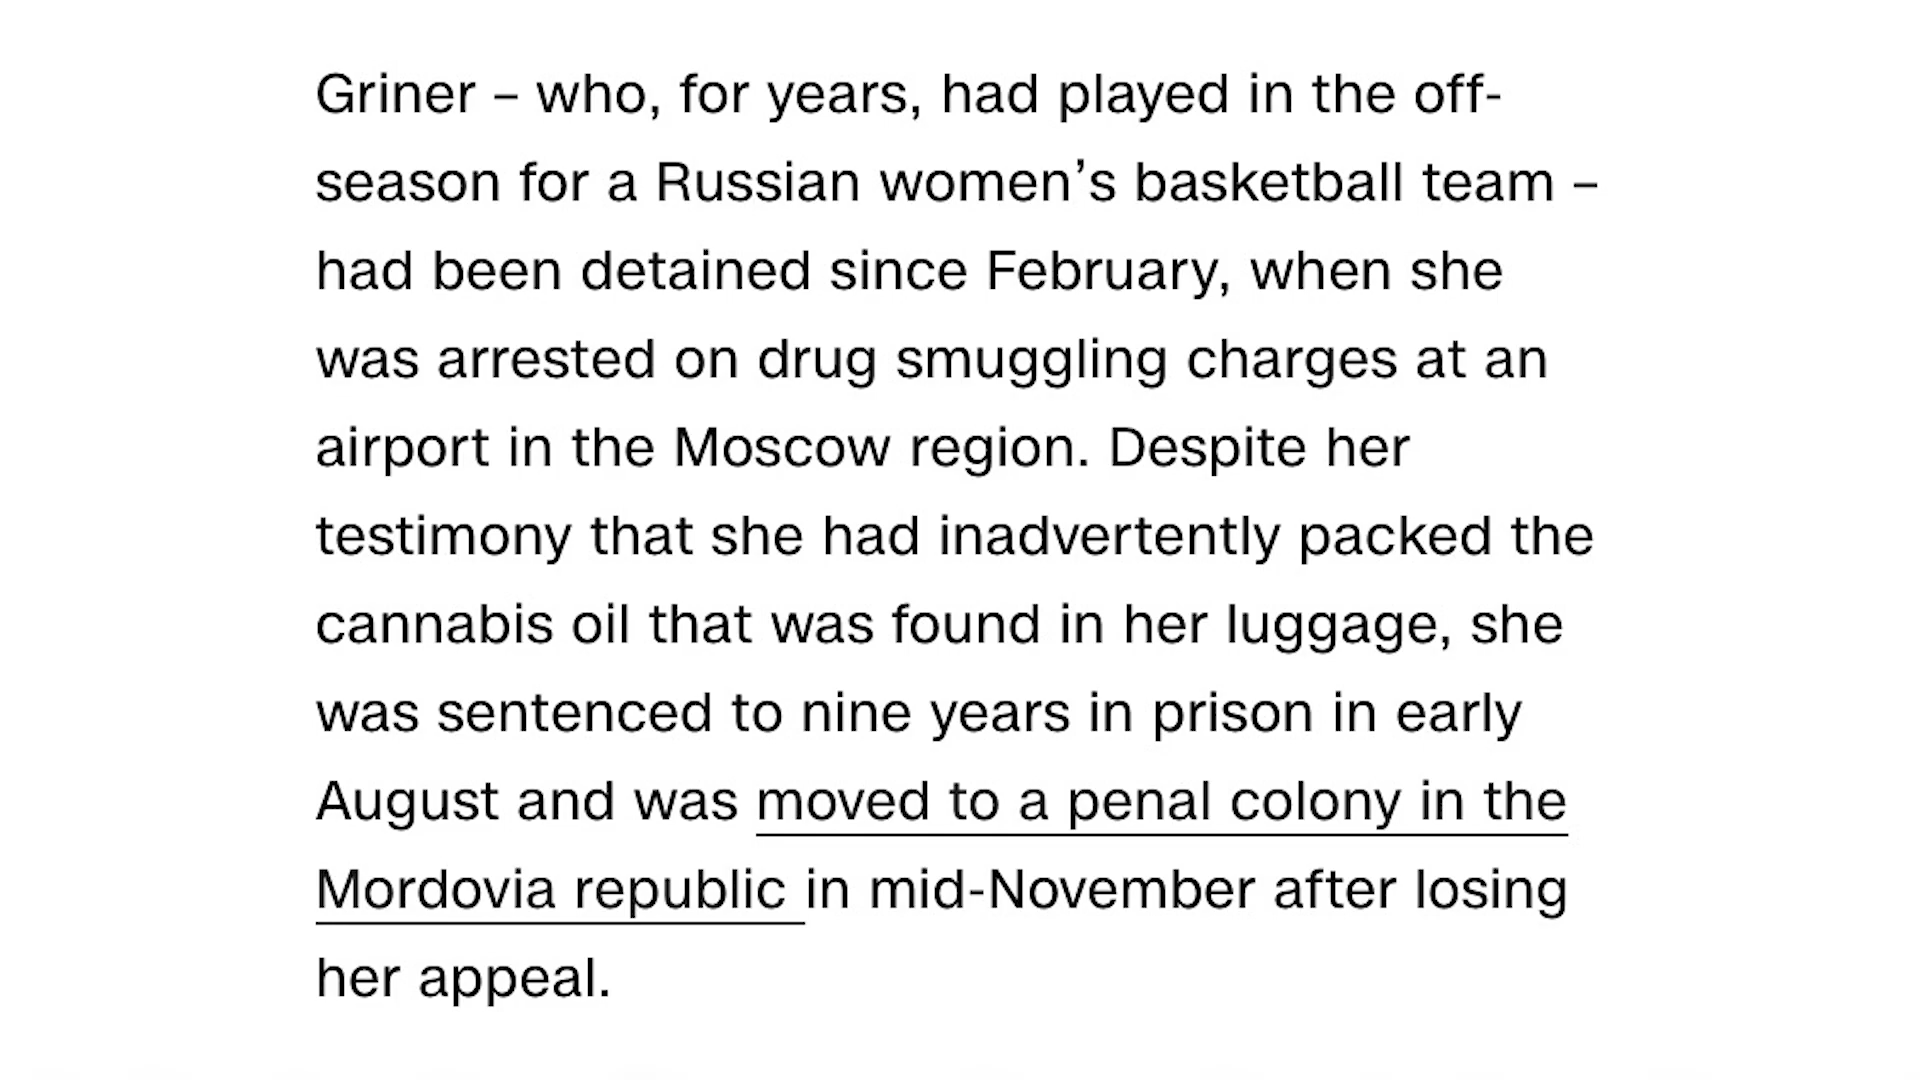 Griner – who, for years, had played in the off-
season for a Russian women’s basketball team –
had been detained since February, when she
was arrested on drug smuggling charges at an
airport in the Moscow region. Despite her
testimony that she had inadvertently packed the
cannabis oil that was found in her luggage, she
was sentenced to nine years in prison in early
August and was moved to a penal colony in the
Mordovia republic in mid-November after losing
her appeal.